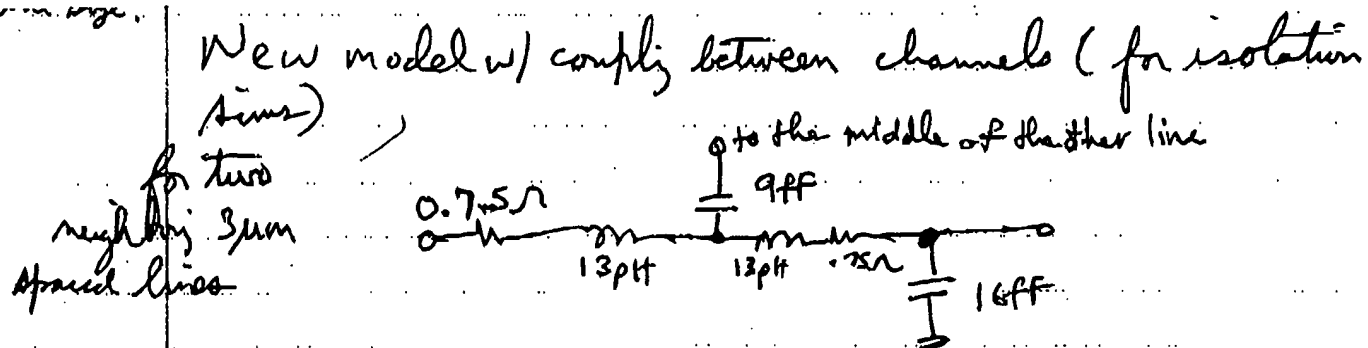 New model w/ coupling between channels (for isolation
sims)
to the middle of the other line
for two
9fF
0.75Ω
neighboring 3μm
13pH 13pH .75Ω
spaced lines
16fF